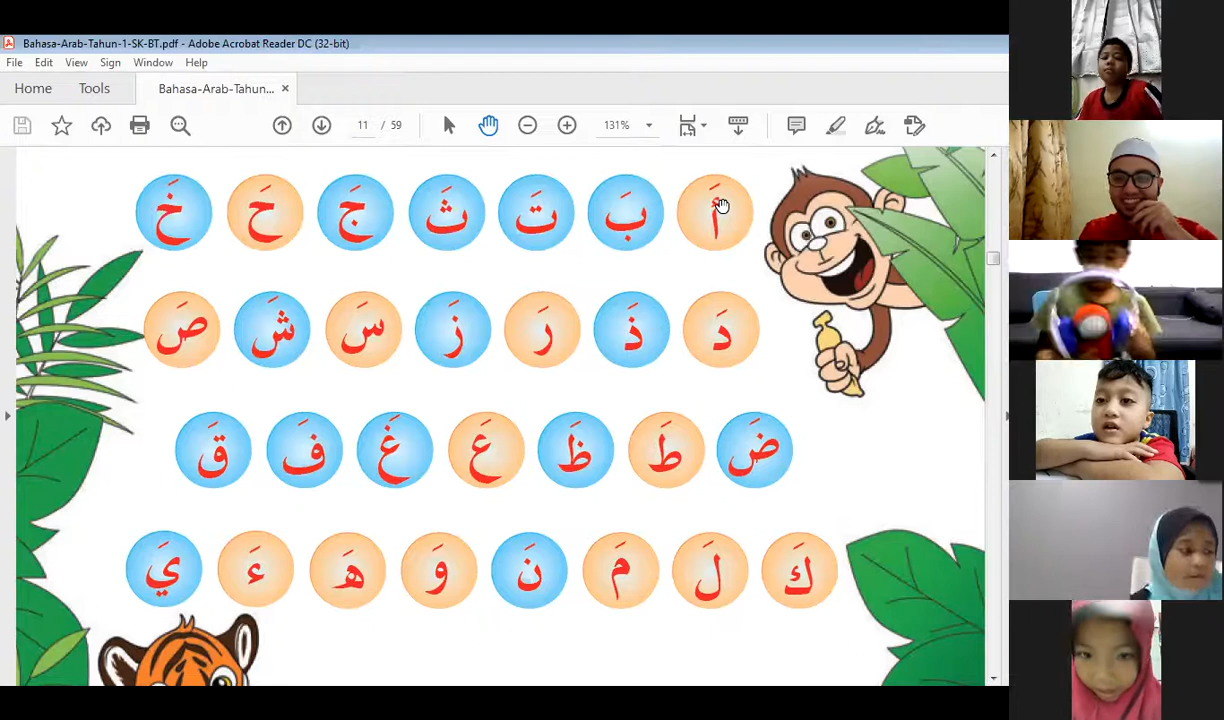 Bahasa-Arab-Tahun-1-SK-BT.pdf - Adobe Acrobat Reader DC (32-bit)
File Edit View Sign Window Help
Home Tools Bahasa-Arab-Tahun... ×
11 / 59 131%
أَ بَ تَ ثَ جَ حَ خَ
دَ ذَ رَ زَ سَ شَ صَ
ضَ طَ ظَ عَ غَ فَ قَ
كَ لَ مَ نَ وَ هَـ ءَ يَ